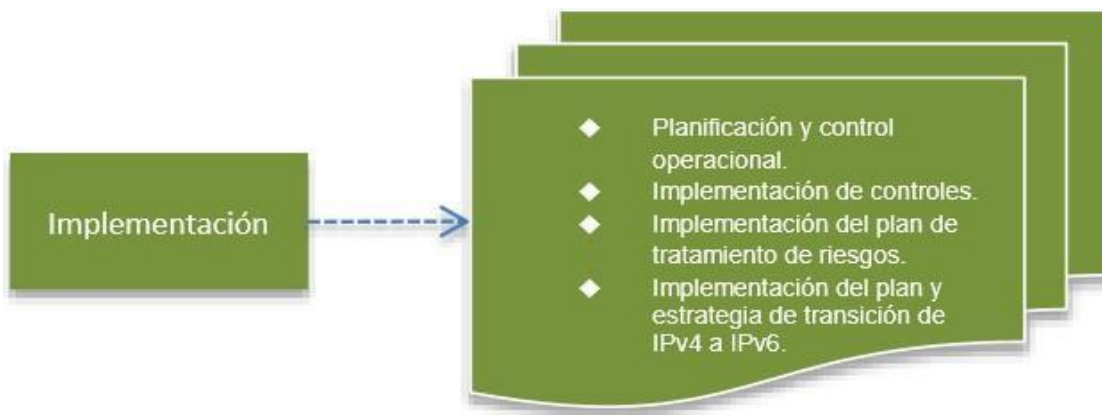 Implementación
◆ Planificación y control
operacional.
◆ Implementación de controles.
◆ Implementación del plan de
tratamiento de riesgos.
◆ Implementación del plan y
estrategia de transición de
IPv4 a IPv6.